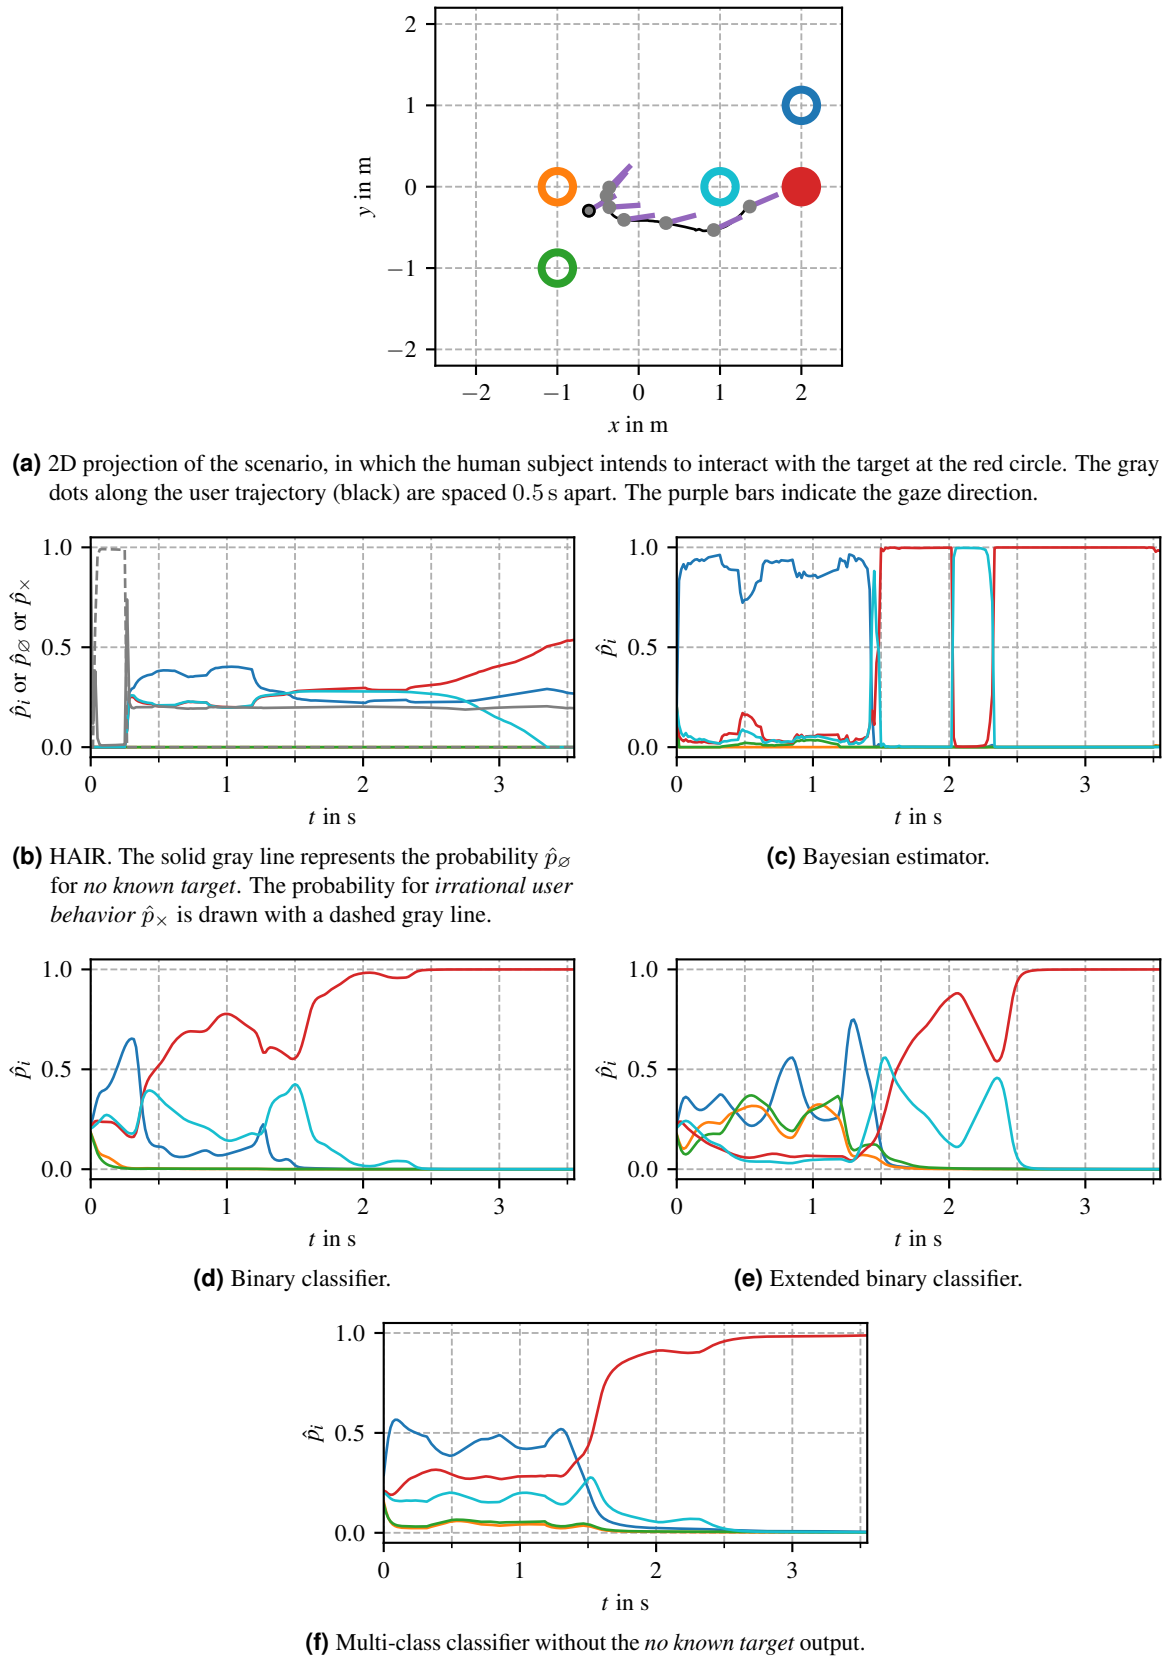 2
1
0
−1
−2
y in m
−2
−1
0
1
2
x in m
(a) 2D projection of the scenario, in which the human subject intends to interact with the target at the red circle. The gray
dots along the user trajectory (black) are spaced 0.5 s apart. The purple bars indicate the gaze direction.
1.0
0.5
0.0
p̂ᵢ or p̂∅ or p̂×
0
1
2
3
t in s
(b) HAIR. The solid gray line represents the probability p̂∅
for no known target. The probability for irrational user
behavior p̂× is drawn with a dashed gray line.
1.0
0.5
0.0
p̂ᵢ
0
1
2
3
t in s
(c) Bayesian estimator.
1.0
0.5
0.0
p̂ᵢ
0
1
2
3
t in s
(d) Binary classifier.
1.0
0.5
0.0
p̂ᵢ
0
1
2
3
t in s
(e) Extended binary classifier.
1.0
0.5
0.0
p̂ᵢ
0
1
2
3
t in s
(f) Multi-class classifier without the no known target output.